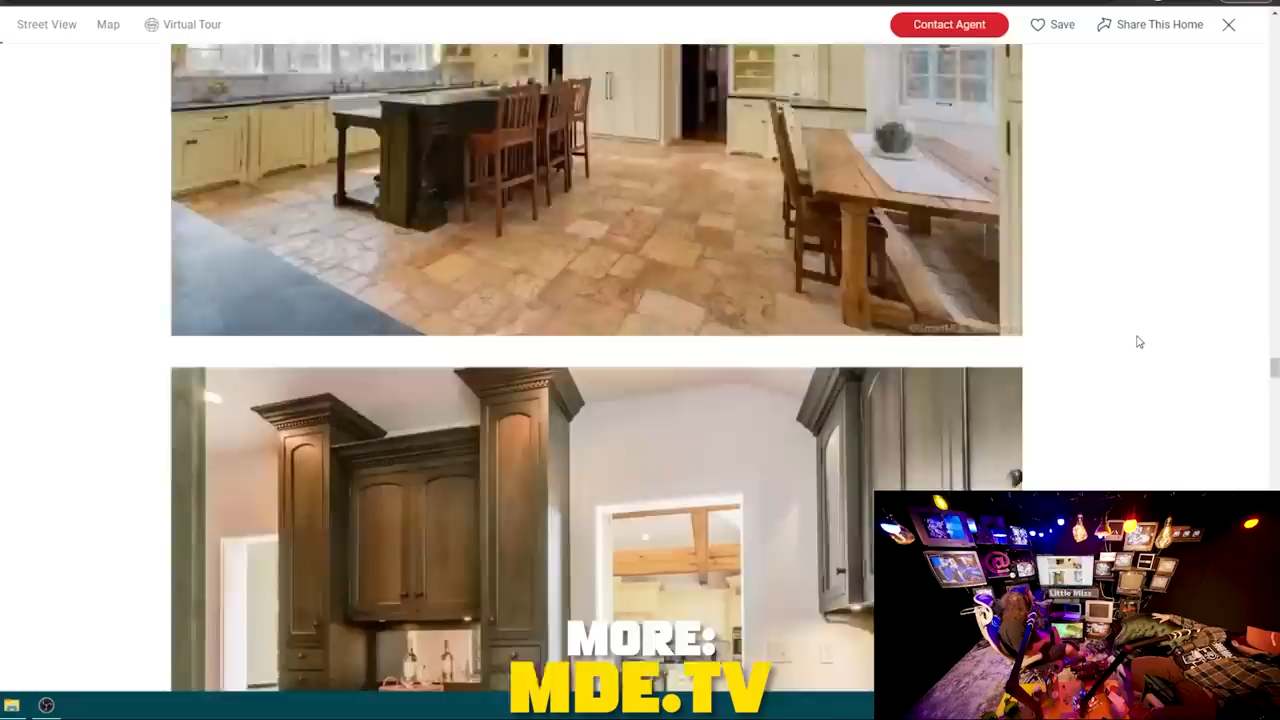 Street View
Map
Virtual Tour
Contact Agent
Save
Share This Home
Little Miss
MORE:
MDE.TV